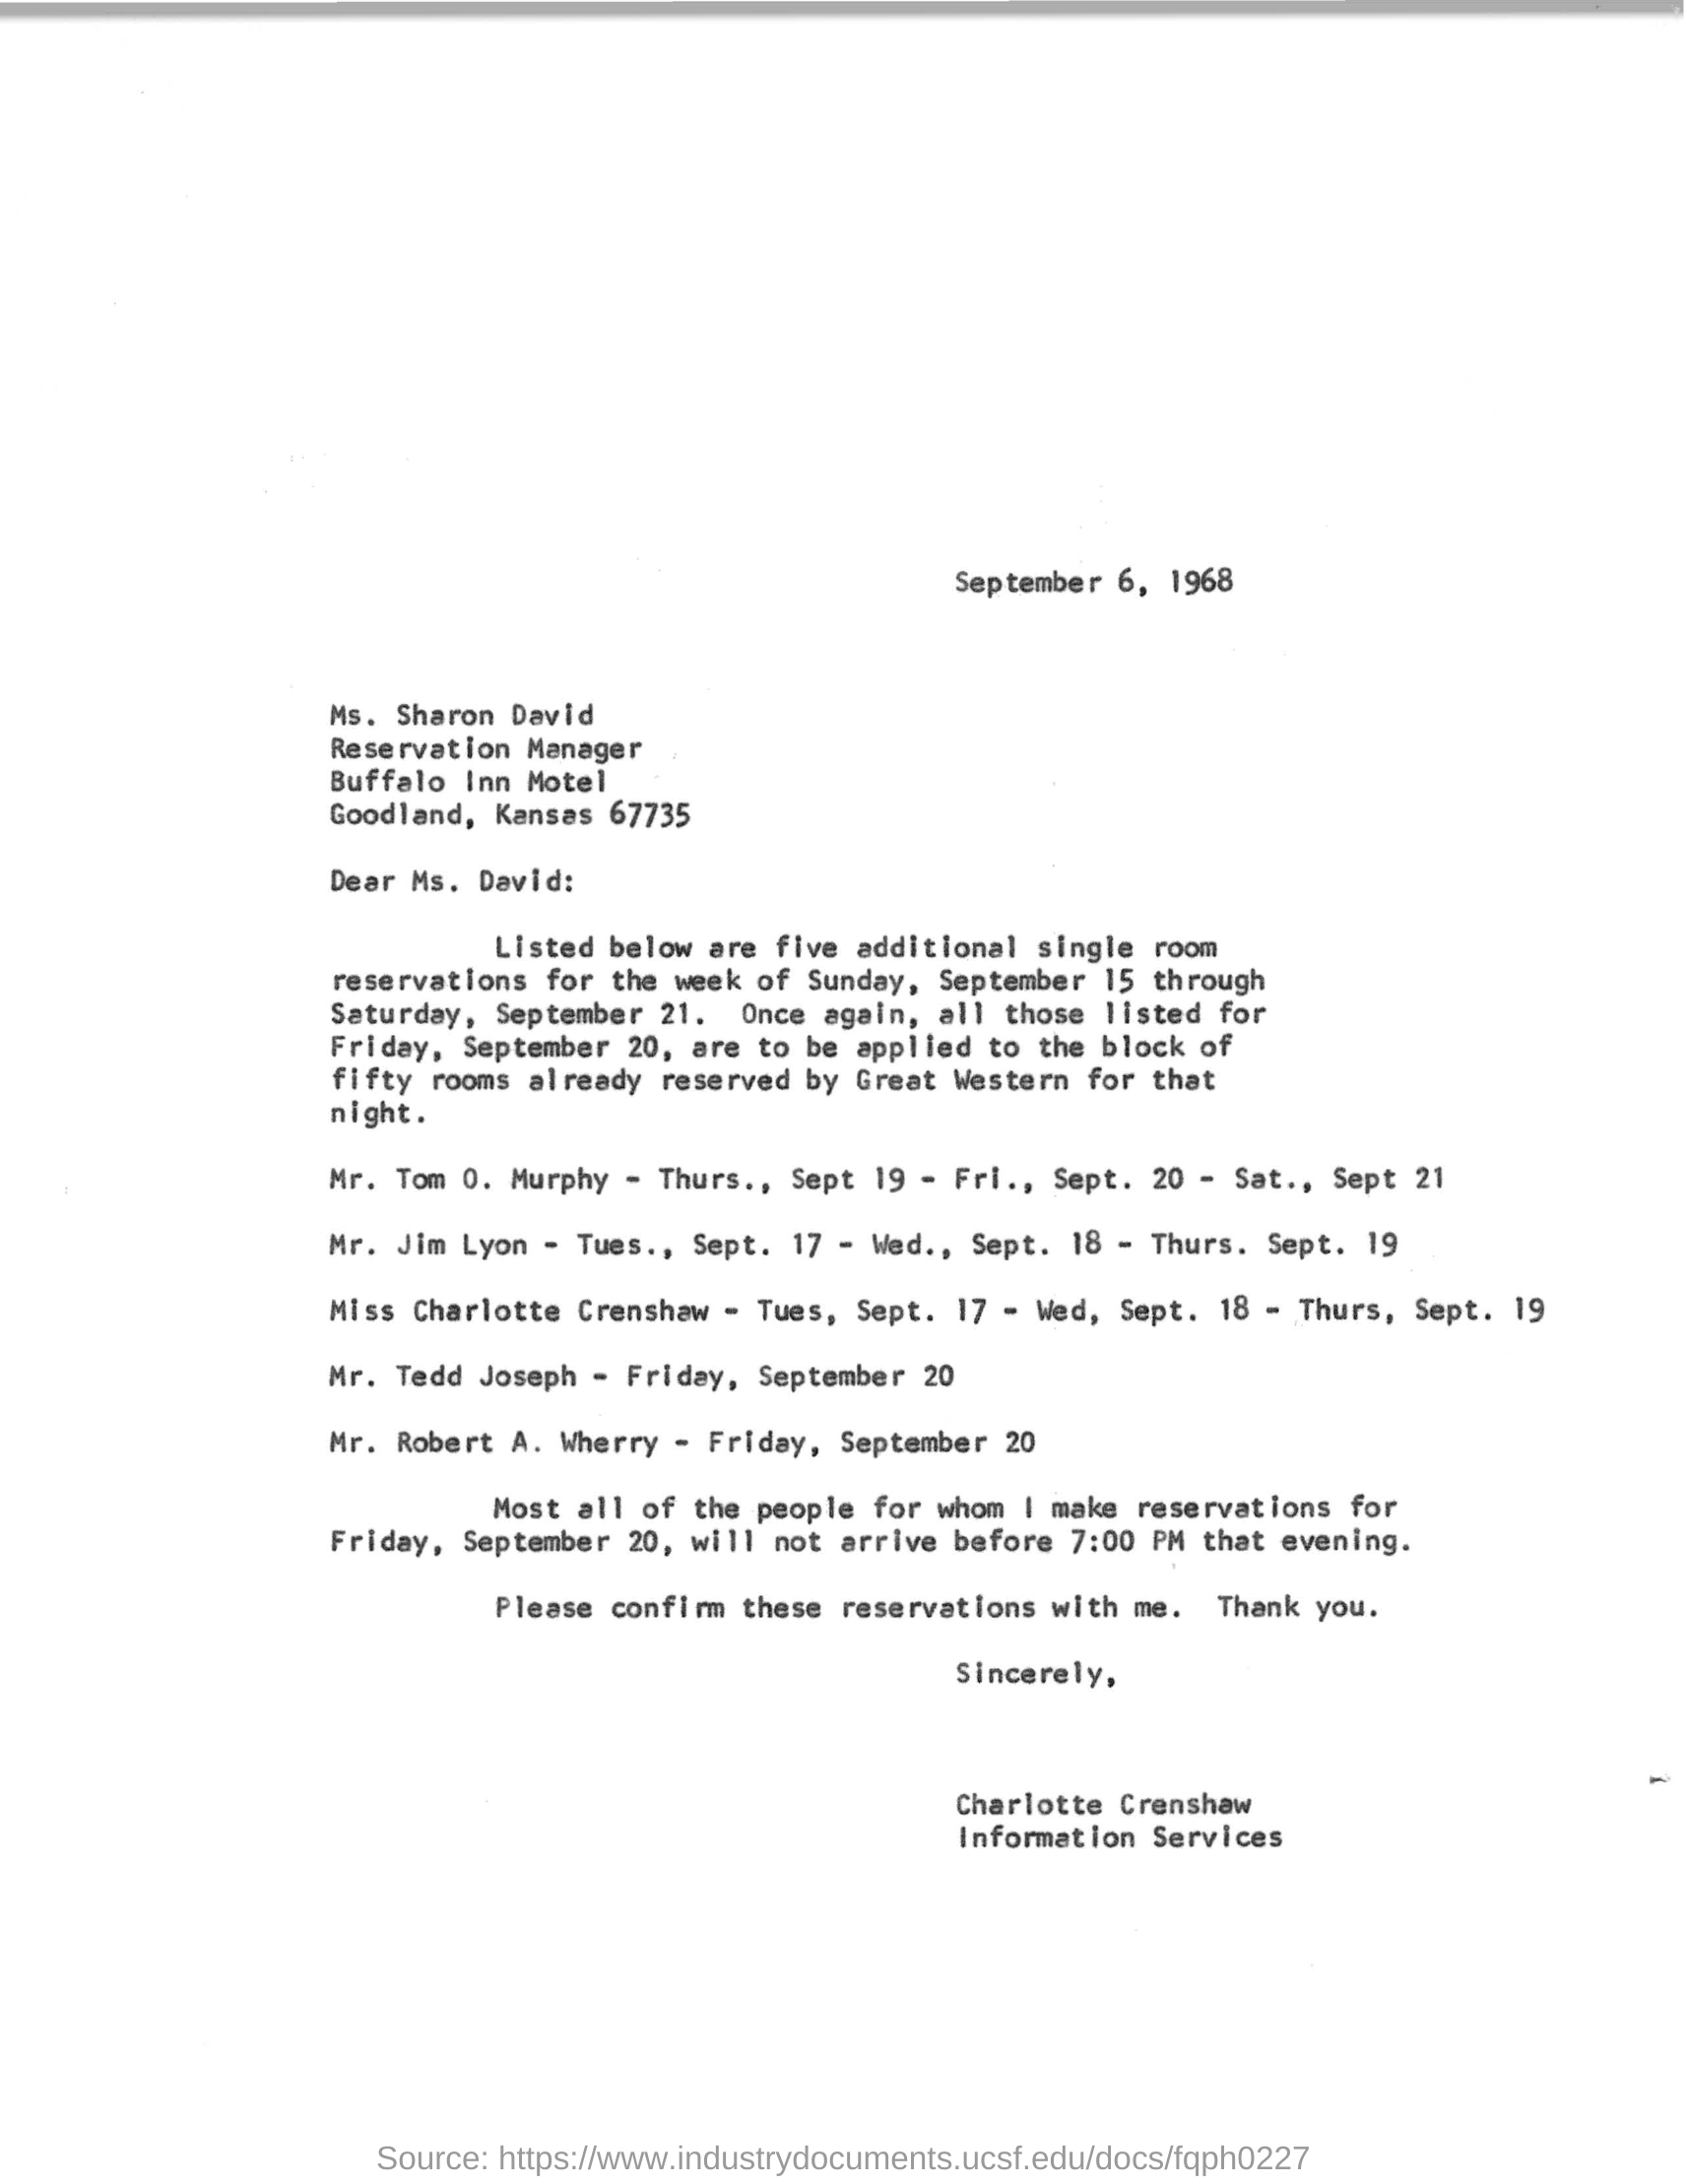 September 6, 1968
Ms. Sharon David
Reservation Manager
Buffalo Inn Motel
Goodland, Kansas 67735
Dear Ms. David:
Listed below are five additional single room
reservations for the week of Sunday, September 15 through
Saturday, September 21. Once again, all those listed for
Friday, September 20, are to be applied to the block of
fifty rooms already reserved by Great Western for that
night.
Mr. Tom O. Murphy - Thurs., Sept 19 - Fri., Sept. 20 - Sat., Sept 21
Mr. Jim Lyon - Tues., Sept. 17 - Wed., Sept. 18 - Thurs. Sept. 19
Miss Charlotte Crenshaw - Tues, Sept. 17 - Wed, Sept. 18 - Thurs, Sept. 19
Mr. Tedd Joseph - Friday, September 20
Mr. Robert A. Wherry - Friday, September 20
Most all of the people for whom I make reservations for
Friday, September 20, will not arrive before 7:00 PM that evening.
Please confirm these reservations with me. Thank you.
Sincerely,
Charlotte Crenshaw
Information Services
Source: https://www.industrydocuments.ucsf.edu/docs/fqph0227